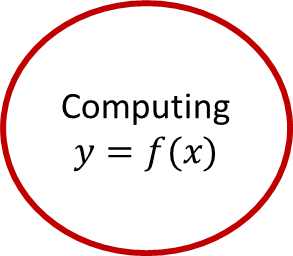 Computing
y = f(x)